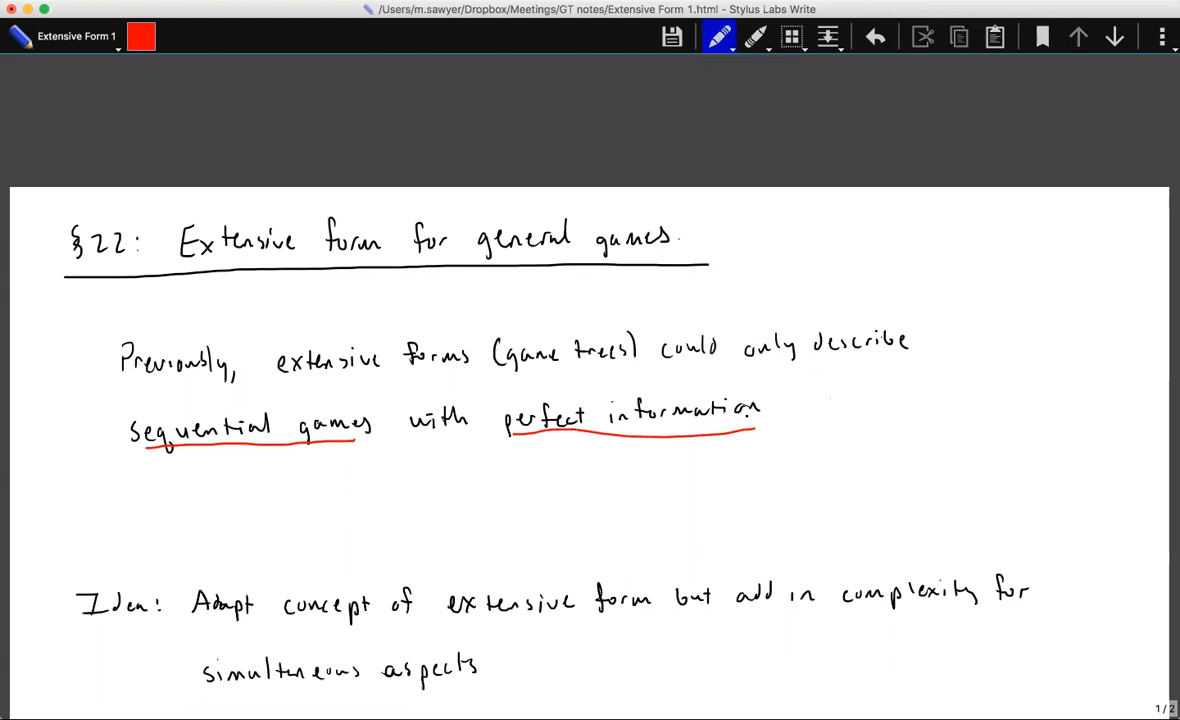 /Users/m.sawyer/Dropbox/Meetings/GT notes/Extensive Form 1.html - Stylus Labs Write
Extensive Form 1
§22: Extensive form for general games.
Previously, extensive forms (game trees) could only describe
sequential games with perfect information
Idea: Adapt concept of extensive form but add in complexity for
simultaneous aspects
1/2